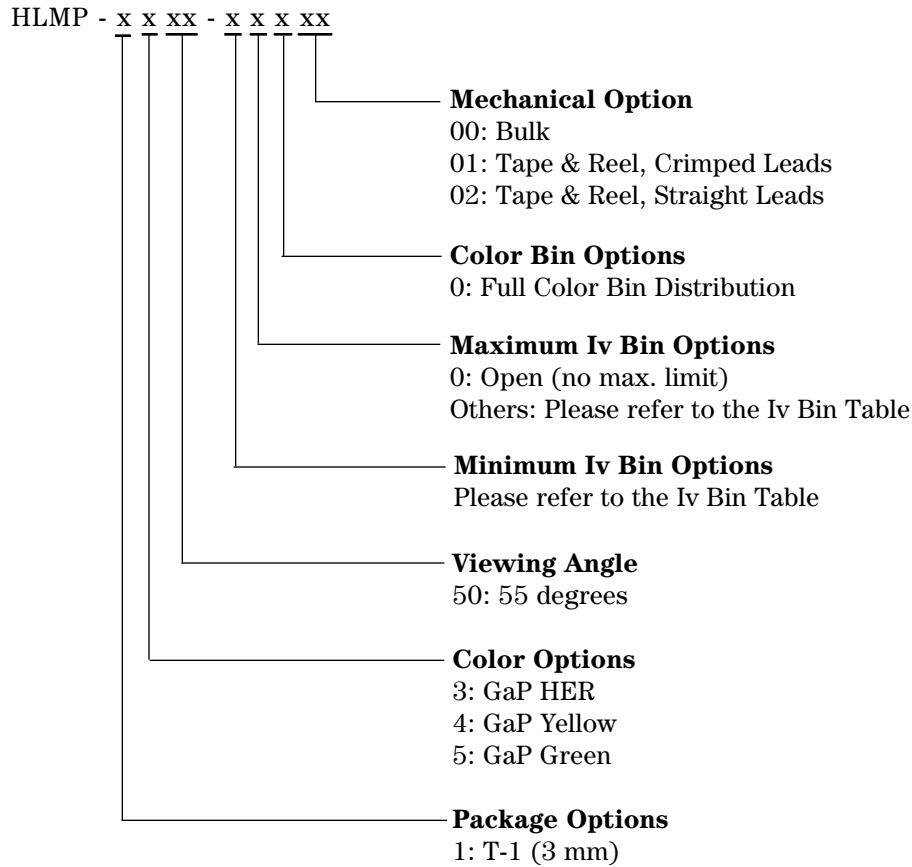 HLMP - x x xx - x x x xx
Mechanical Option
00: Bulk
01: Tape & Reel, Crimped Leads
02: Tape & Reel, Straight Leads
Color Bin Options
0: Full Color Bin Distribution
Maximum Iv Bin Options
0: Open (no max. limit)
Others: Please refer to the Iv Bin Table
Minimum Iv Bin Options
Please refer to the Iv Bin Table
Viewing Angle
50: 55 degrees
Color Options
3: GaP HER
4: GaP Yellow
5: GaP Green
Package Options
1: T-1 (3 mm)